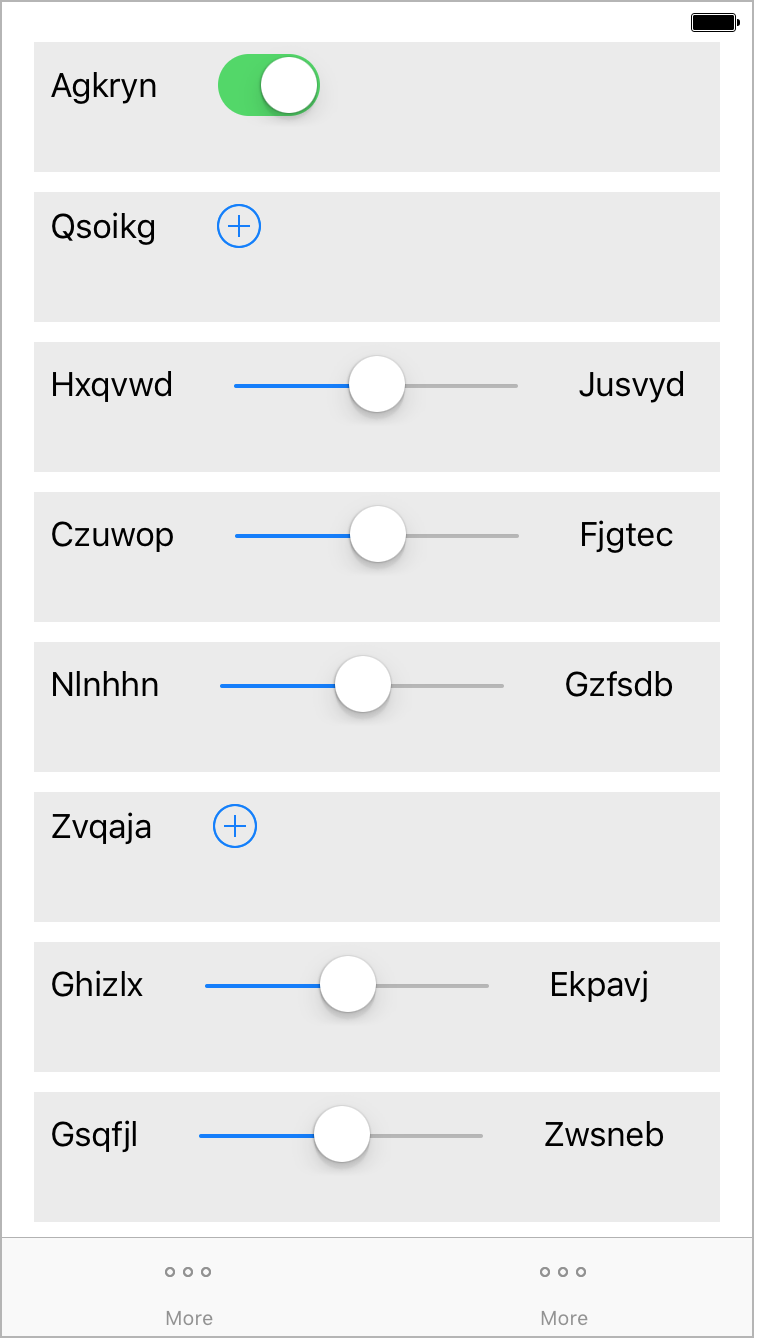 Agkryn
Qsoikg
Hxqvwd Jusvyd
Czuwop Fjgtec
Nlnhhn Gzfsdb
Zvqaja
Ghizlx Ekpavj
Gsqfjl Zwsneb
More More